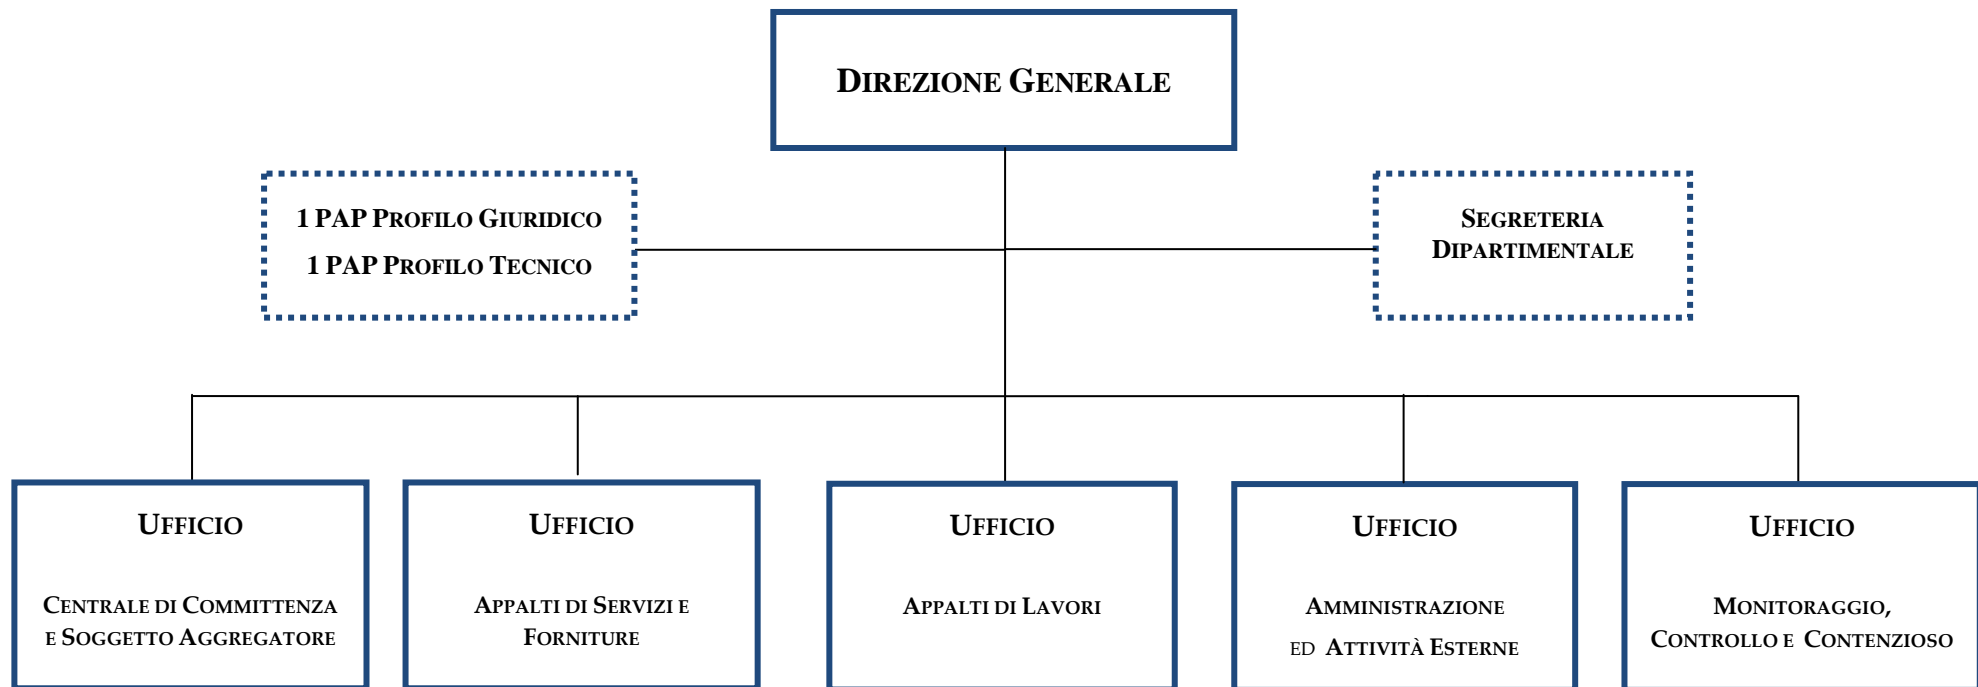 DIREZIONE GENERALE
1 PAP PROFILO GIURIDICO
1 PAP PROFILO TECNICO
SEGRETERIA
DIPARTIMENTALE
UFFICIO
CENTRALE DI COMMITTENZA
E SOGGETTO AGGREGATORE
UFFICIO
APPALTI DI SERVIZI E
FORNITURE
UFFICIO
APPALTI DI LAVORI
UFFICIO
AMMINISTRAZIONE
ED ATTIVITÀ ESTERNE
UFFICIO
MONITORAGGIO,
CONTROLLO E CONTENZIOSO